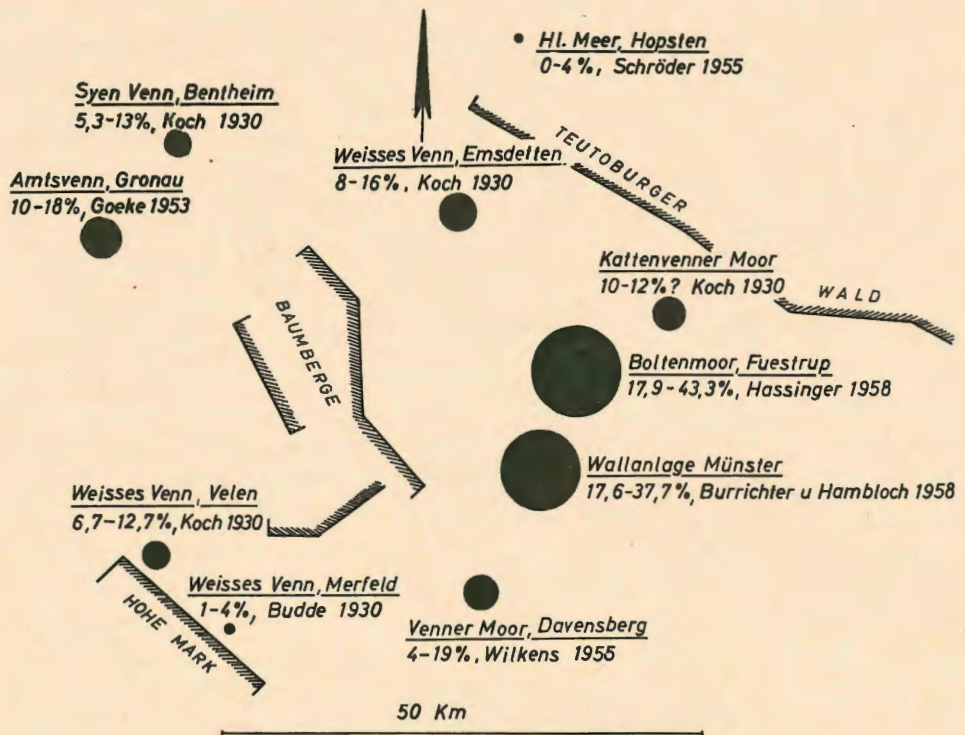 Hl. Meer, Hopsten
0-4%, Schröder 1955
Syen Venn, Bentheim
5,3-13%, Koch 1930
TEUTOBURGER
Weisses Venn, Emsdetten
8-16%, Koch 1930
Amtsvenn, Gronau
10-18%, Goeke 1953
Kattenvenner Moor
10-12%? Koch 1930
WALD
BAUMBERGE
Boltenmoor, Fuestrup
17,9-43,3%, Hassinger 1958
Wallanlage Münster
17,6-37,7%, Burrichter u Hambloch 1958
Weisses Venn, Velen
6,7-12,7%, Koch 1930
Weisses Venn, Merfeld
1-4%, Budde 1930
HOHE MARK
Venner Moor, Davensberg
4-19%, Wilkens 1955
50 Km